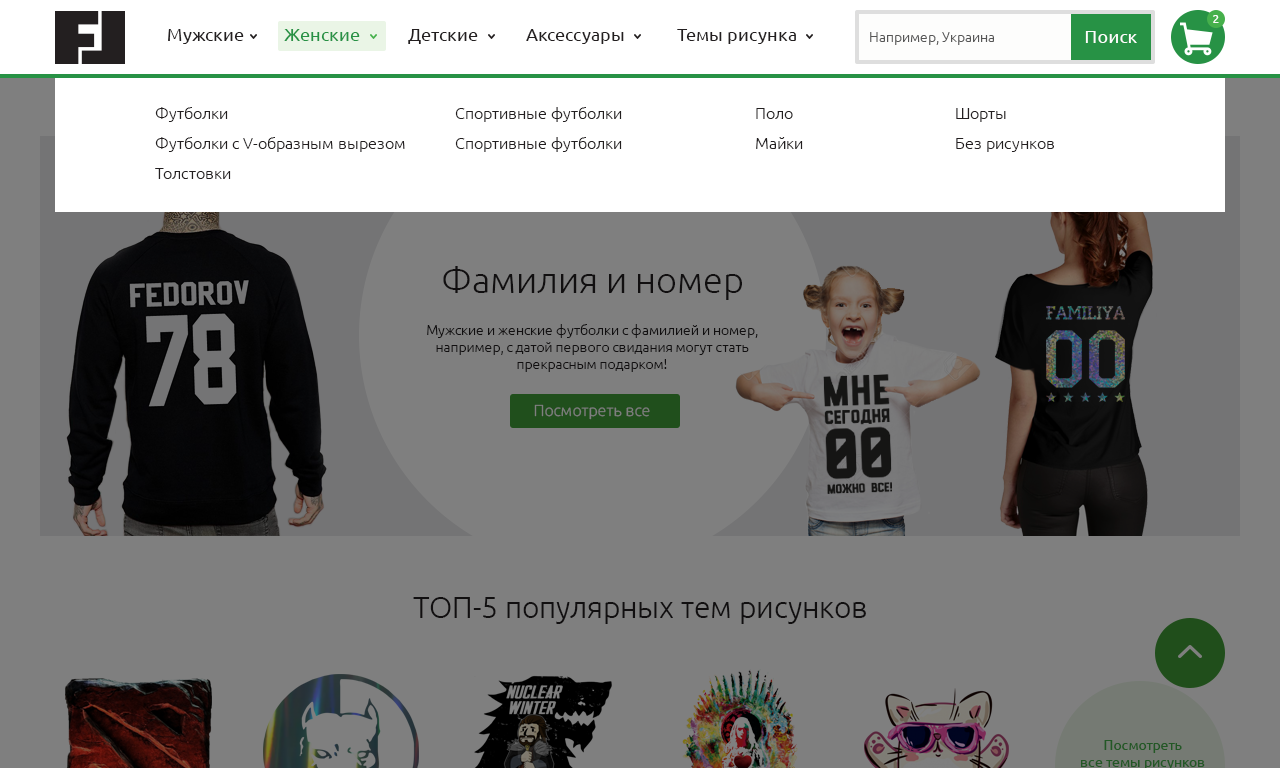 Мужские
Женские
Детские
Аксессуары
Темы рисунка
Например, Украина
Поиск
2
Футболки
Спортивные футболки
Поло
Шорты
Футболки с V-образным вырезом
Спортивные футболки
Майки
Без рисунков
Толстовки
FEDOROV
78
Фамилия и номер
Мужские и женские футболки с фамилией и номер,
например, с датой первого свидания могут стать
прекрасным подарком!
Посмотреть все
МНЕ
СЕГОДНЯ
00
МОЖНО ВСЕ!
FAMILIYA
00
ТОП-5 популярных тем рисунков
NUCLEAR
WINTER
Посмотреть
все темы рисунков